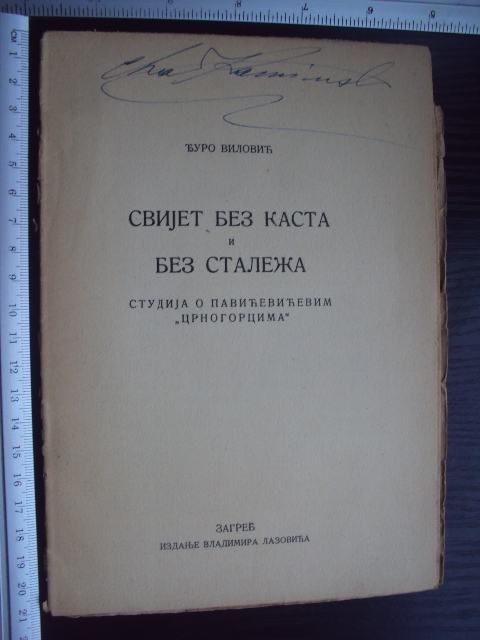 ЂУРО ВИЛОВИЋ
СВИЈЕТ БЕЗ КАСТА
И
БЕЗ СТАЛЕЖА
СТУДИЈА О ПАВИЋЕВИЋЕВИМ
„ЦРНОГОРЦИМА“
ЗАГРЕБ
ИЗДАЊЕ ВЛАДИМИРА ЛАЗОВИЋА